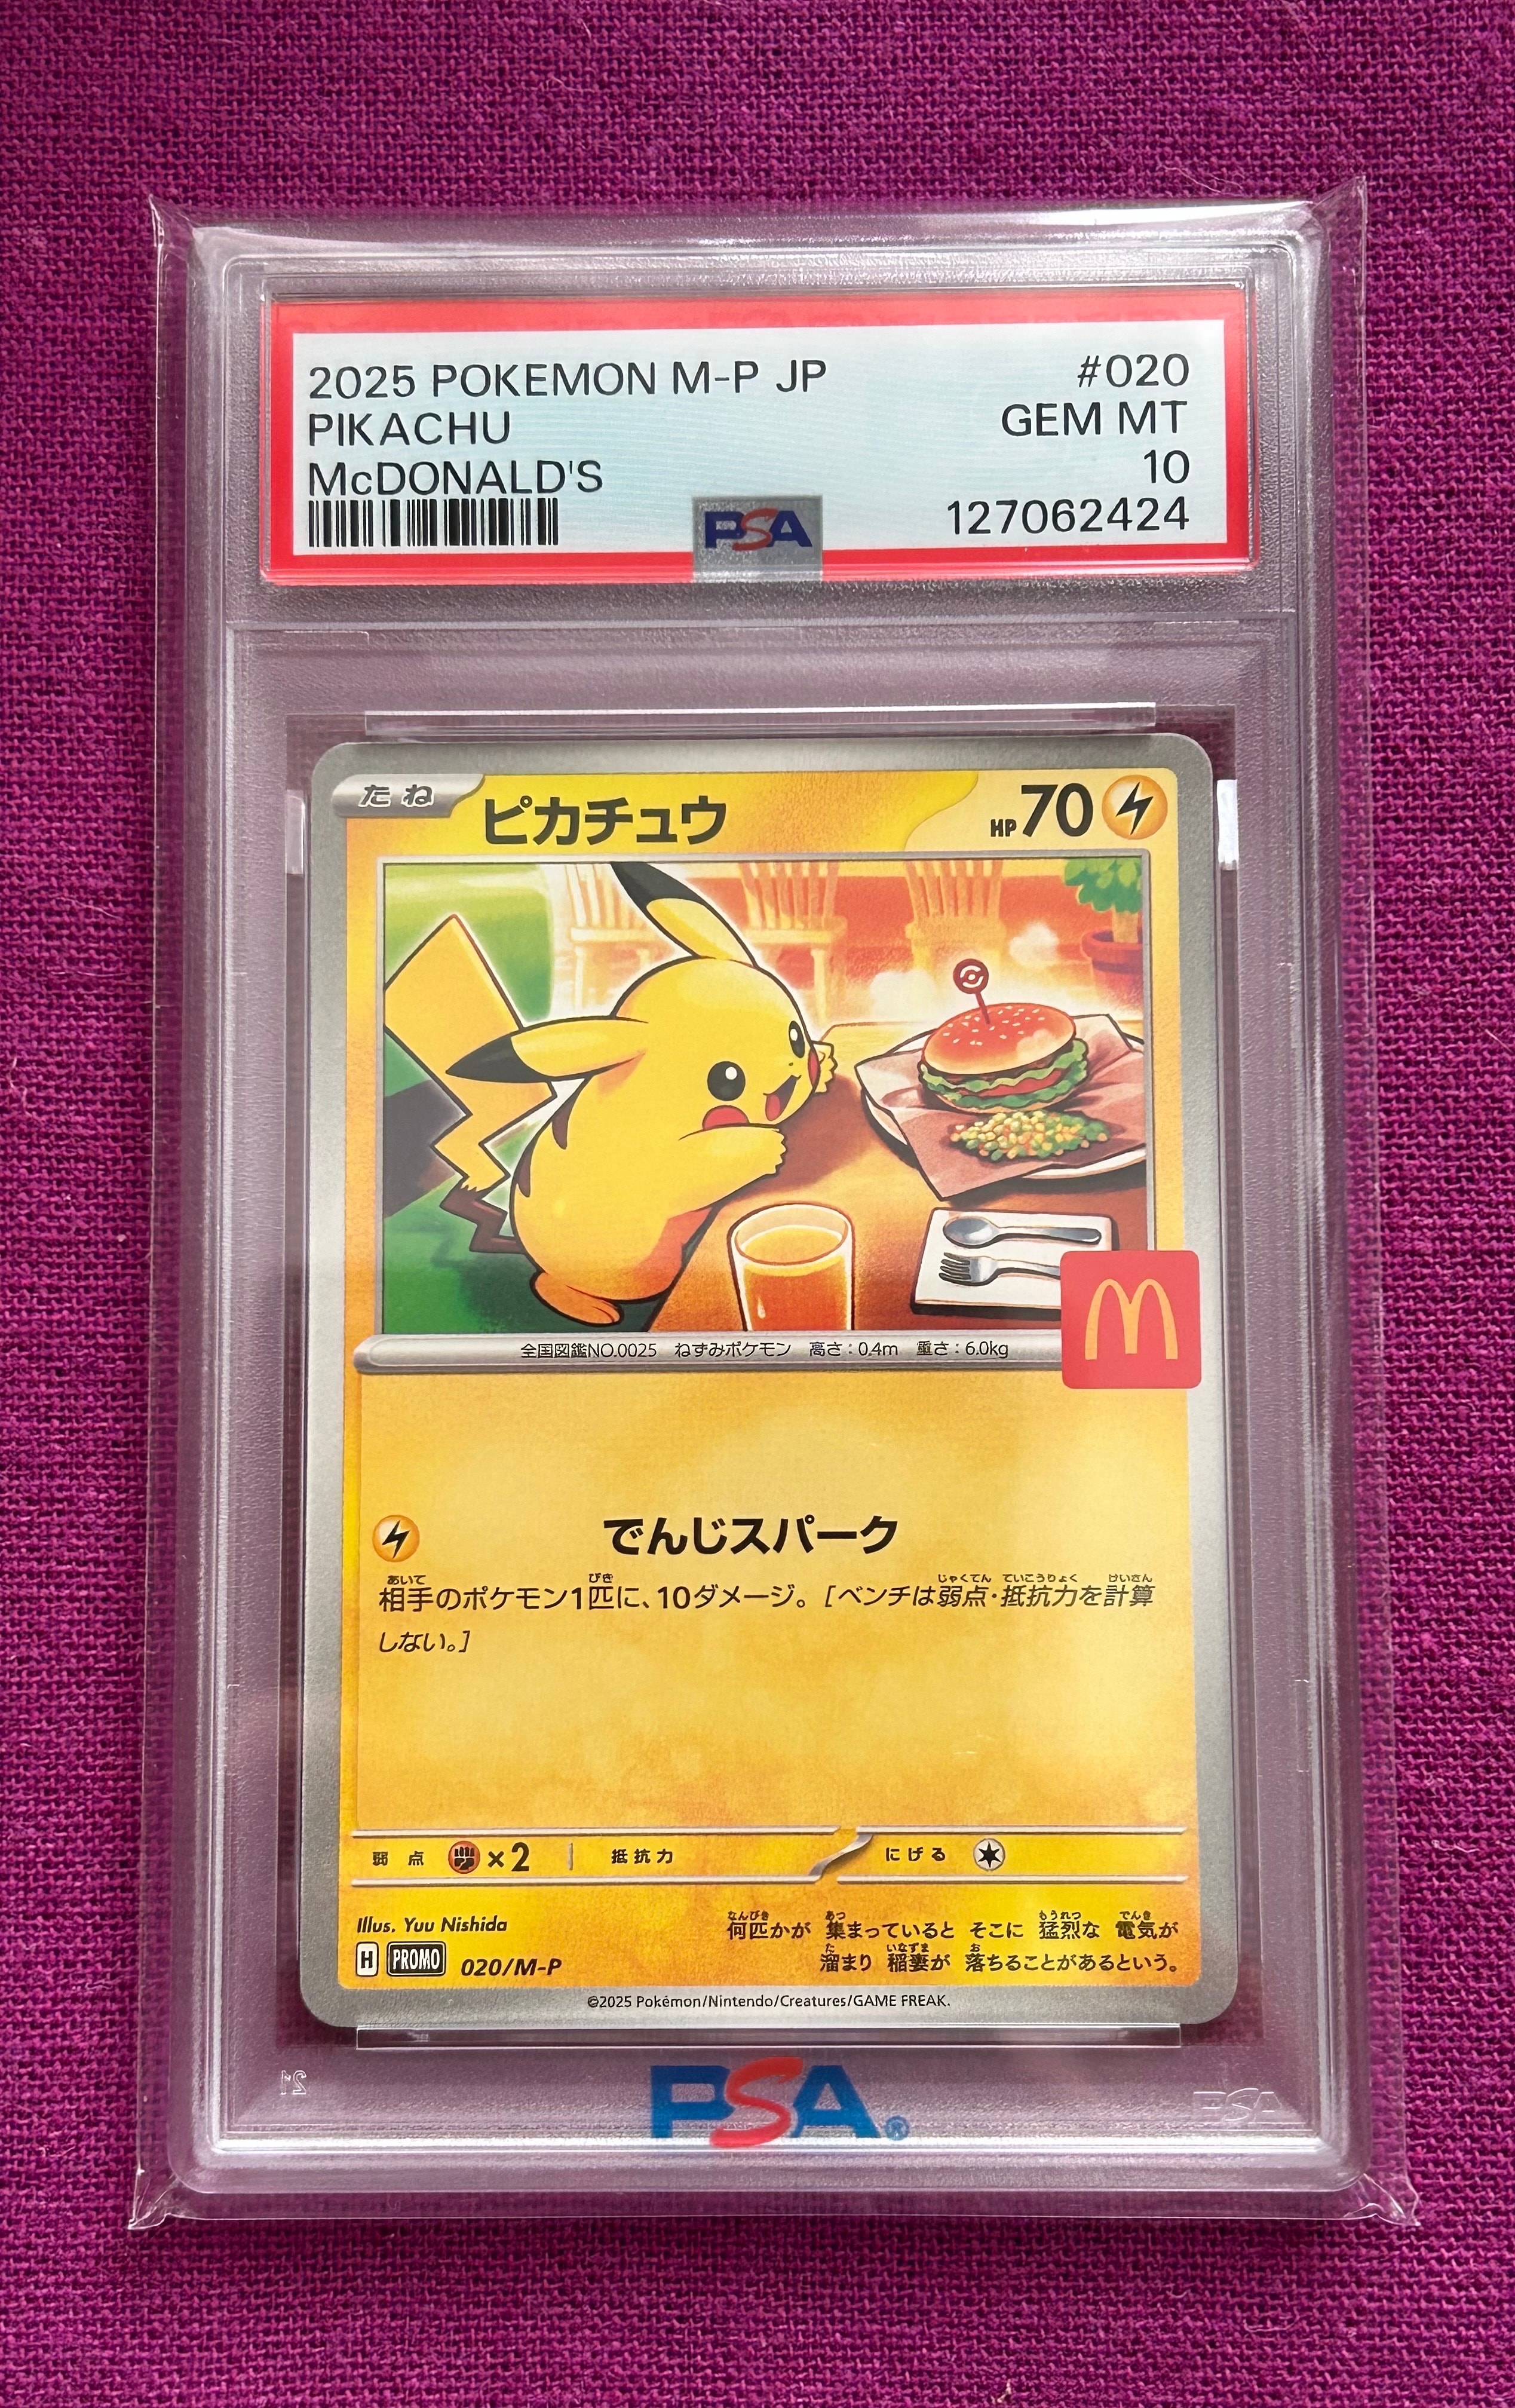 2025 POKEMON M-P JP #020
PIKACHU GEM MT
McDONALD'S 10
127062424
PSA
たね ピカチュウ HP 70
全国図鑑NO.0025 ねずみポケモン 高さ:0.4m 重さ:6.0kg
でんじスパーク
相手のポケモン1匹に、10ダメージ。[ベンチは弱点・抵抗力を計算
しない。]
弱点 ×2 抵抗力 にげる
Illus. Yuu Nishida
何匹かが 集まっていると そこに 猛烈な 電気が
溜まり 稲妻が 落ちることがあるという。
H PROMO 020/M-P
©2025 Pokémon/Nintendo/Creatures/GAME FREAK.
PSA®
PSA